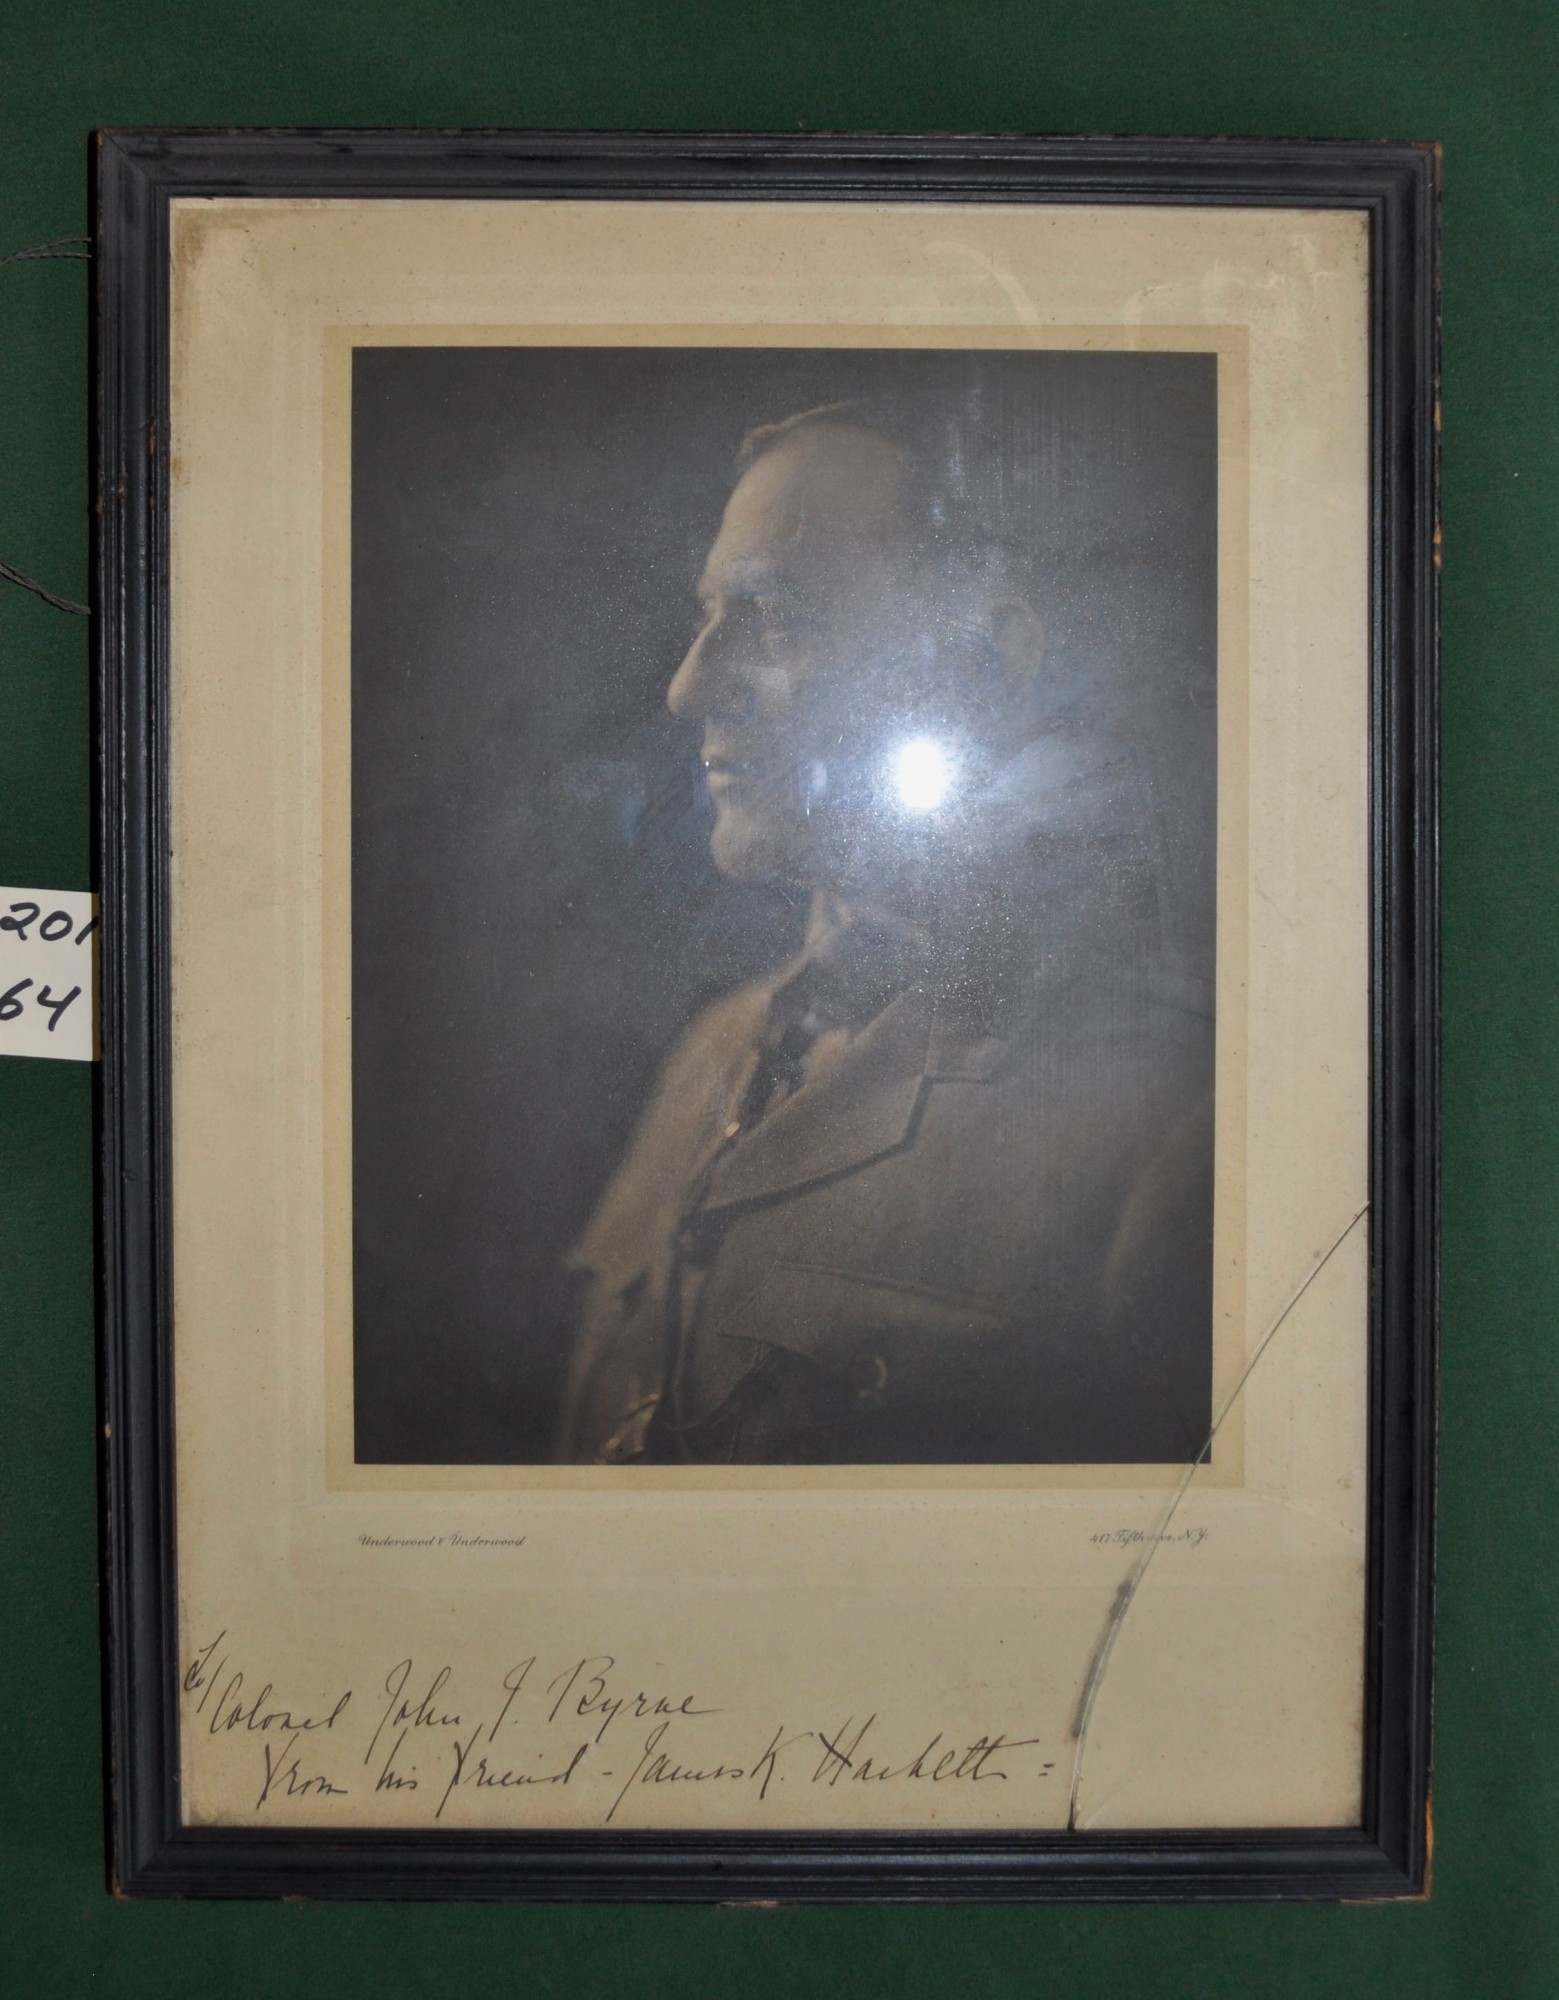 201
64
Underwood & Underwood
417 Fifth Ave. N.Y.
To/ Colonel John J. Byrne
From his friend - James K. Hackett =